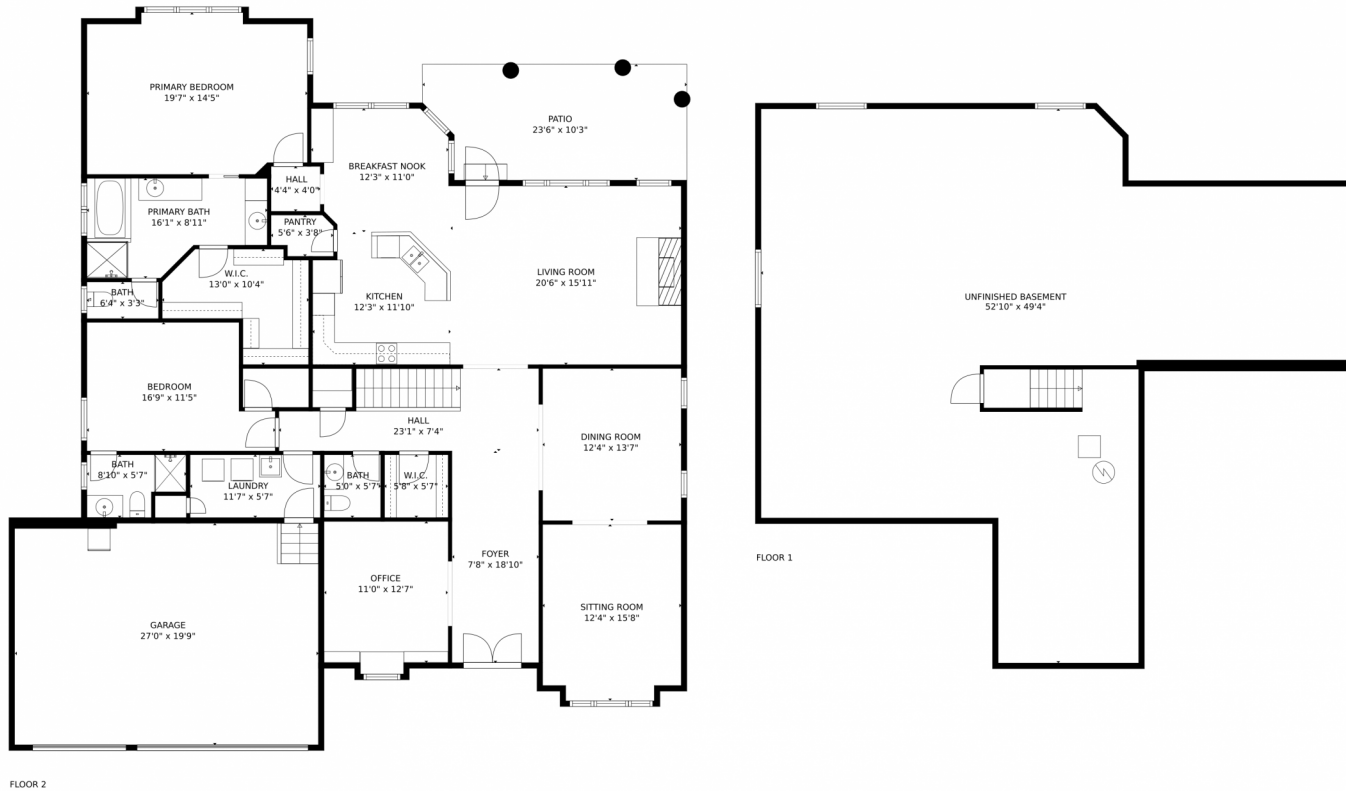 PRIMARY BEDROOM
19'7" x 14'5"
PATIO
23'6" x 10'3"
BREAKFAST NOOK
12'3" x 11'0"
HALL
4'4" x 4'0"
PRIMARY BATH
16'1" x 8'11"
PANTRY
5'6" x 3'8"
W.I.C.
13'0" x 10'4"
LIVING ROOM
20'6" x 15'11"
BATH
6'4" x 3'3"
KITCHEN
12'3" x 11'10"
UNFINISHED BASEMENT
52'10" x 49'4"
BEDROOM
16'9" x 11'5"
HALL
23'1" x 7'4"
DINING ROOM
12'4" x 13'7"
BATH
8'10" x 5'7"
LAUNDRY
11'7" x 5'7"
BATH
5'0" x 5'7"
W.I.C.
5'8" x 5'7"
FOYER
7'8" x 18'10"
FLOOR 1
OFFICE
11'0" x 12'7"
SITTING ROOM
12'4" x 15'8"
GARAGE
27'0" x 19'9"
FLOOR 2